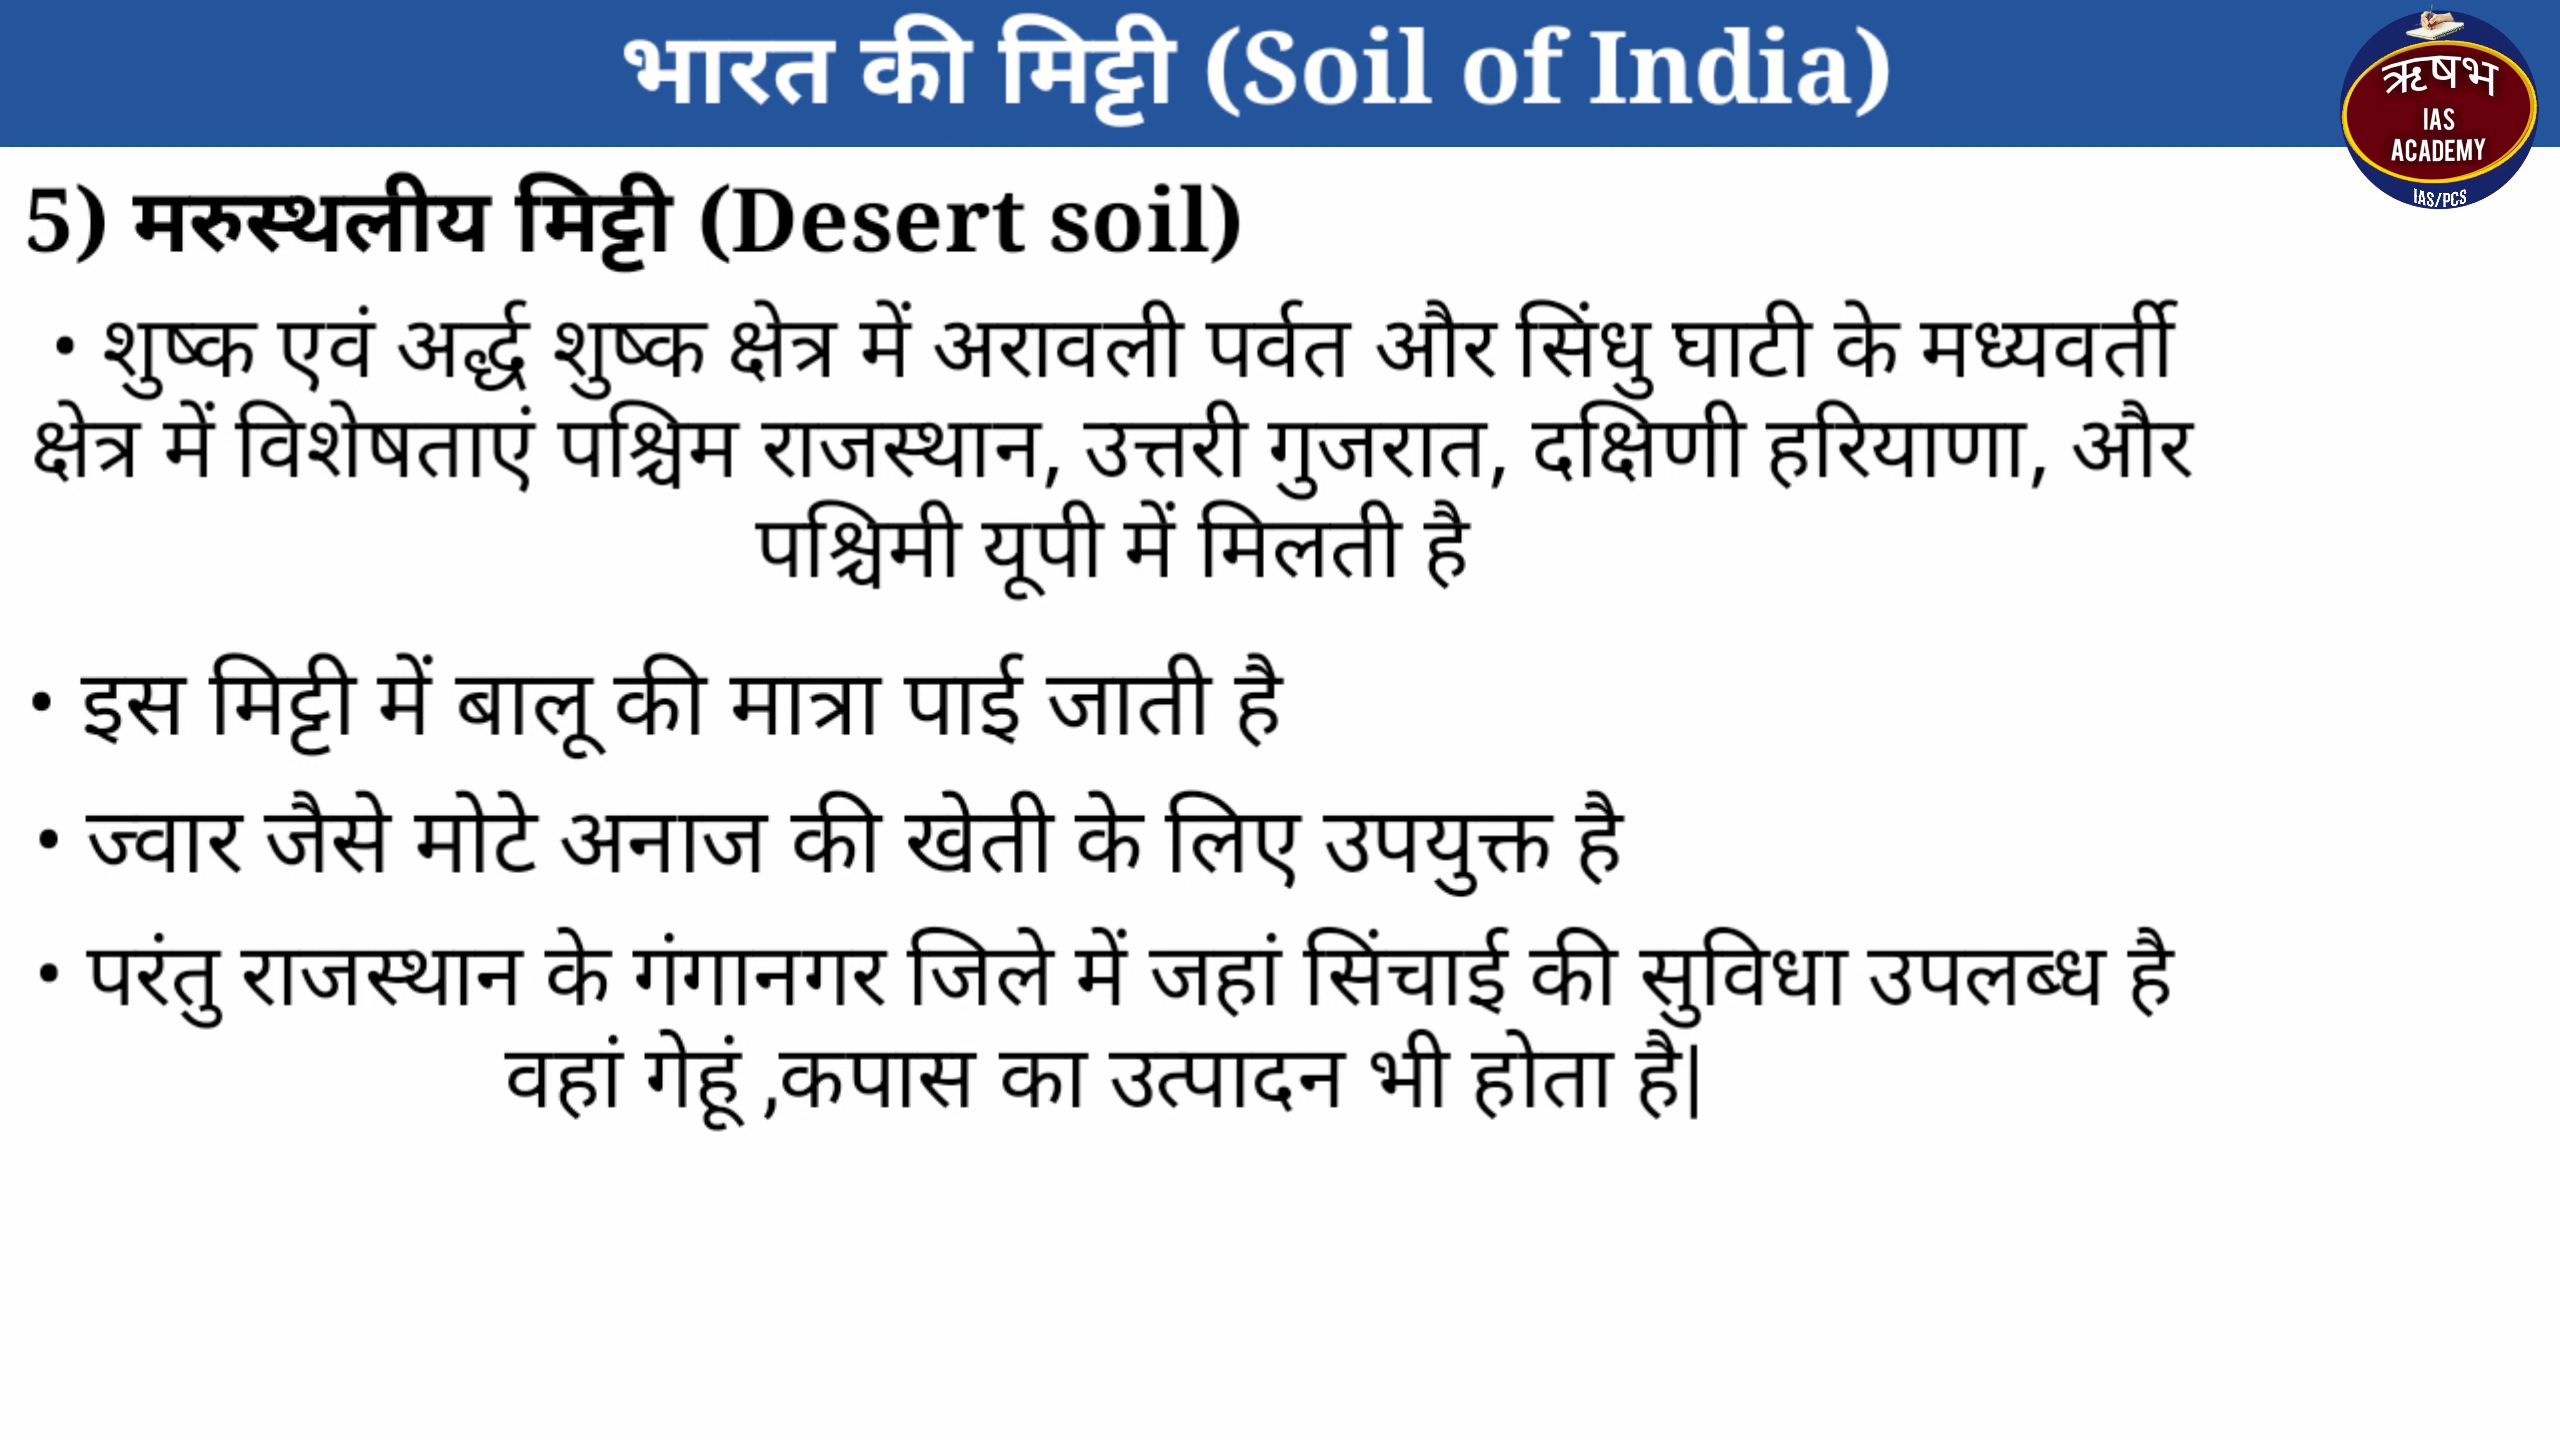 भारत की मिट्टी (Soil of India)
ऋषभ
IAS
ACADEMY
IAS/PCS
5) मरुस्थलीय मिट्टी (Desert soil)
• शुष्क एवं अर्द्ध शुष्क क्षेत्र में अरावली पर्वत और सिंधु घाटी के मध्यवर्ती
क्षेत्र में विशेषताएं पश्चिम राजस्थान, उत्तरी गुजरात, दक्षिणी हरियाणा, और
पश्चिमी यूपी में मिलती है
• इस मिट्टी में बालू की मात्रा पाई जाती है
• ज्वार जैसे मोटे अनाज की खेती के लिए उपयुक्त है
• परंतु राजस्थान के गंगानगर जिले में जहां सिंचाई की सुविधा उपलब्ध है
वहां गेहूं ,कपास का उत्पादन भी होता है|